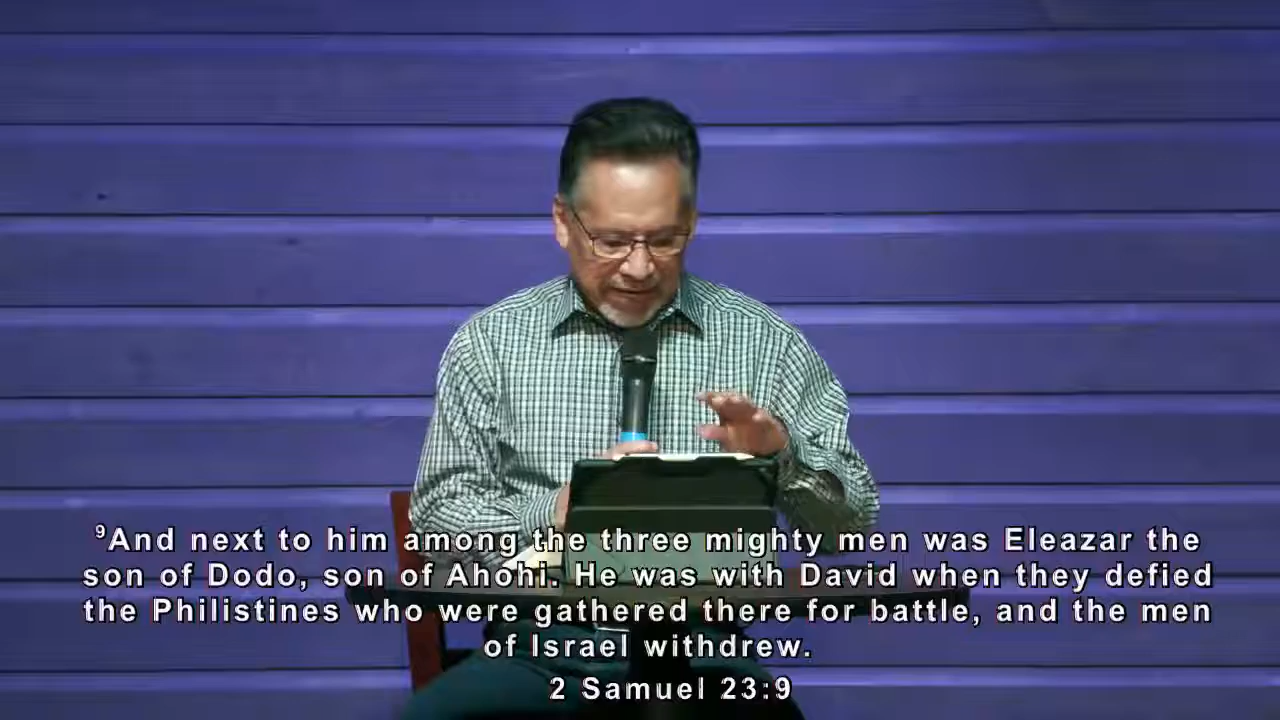 ⁹And next to him among the three mighty men was Eleazar the
son of Dodo, son of Ahohi. He was with David when they defied
the Philistines who were gathered there for battle, and the men
of Israel withdrew.
2 Samuel 23:9